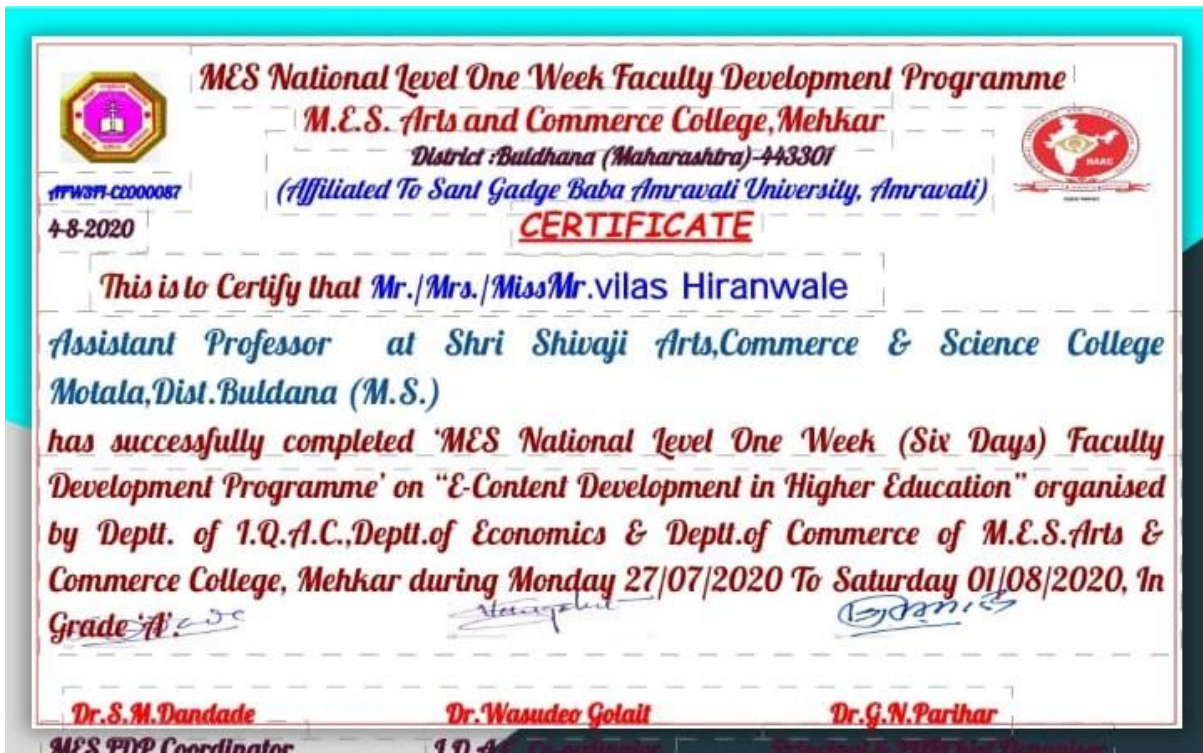 MES National Level One Week Faculty Development Programme
M.E.S. Arts and Commerce College,Mehkar
District :Buldhana (Maharashtra)-443301
(Affiliated To Sant Gadge Baba Amravati University, Amravati)
NAAC
4-8-2020
CERTIFICATE
This is to Certify that Mr./Mrs./MissMr.vilas Hiranwale
Assistant Professor at Shri Shivaji Arts,Commerce & Science College
Motala,Dist.Buldana (M.S.)
has successfully completed 'MES National Level One Week (Six Days) Faculty
Development Programme' on "E-Content Development in Higher Education" organised
by Deptt. of I.Q.A.C.,Deptt.of Economics & Deptt.of Commerce of M.E.S.Arts &
Commerce College, Mehkar during Monday 27/07/2020 To Saturday 01/08/2020, In
Grade 'A'.
Dr.S.M.Dandade Dr.Wasudeo Golait Dr.G.N.Parihar
MES FDP Coordinator